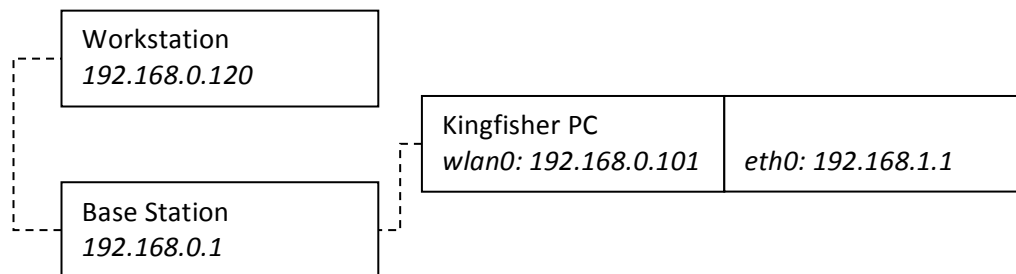 Workstation
192.168.0.120
Kingfisher PC
wlan0: 192.168.0.101
eth0: 192.168.1.1
Base Station
192.168.0.1